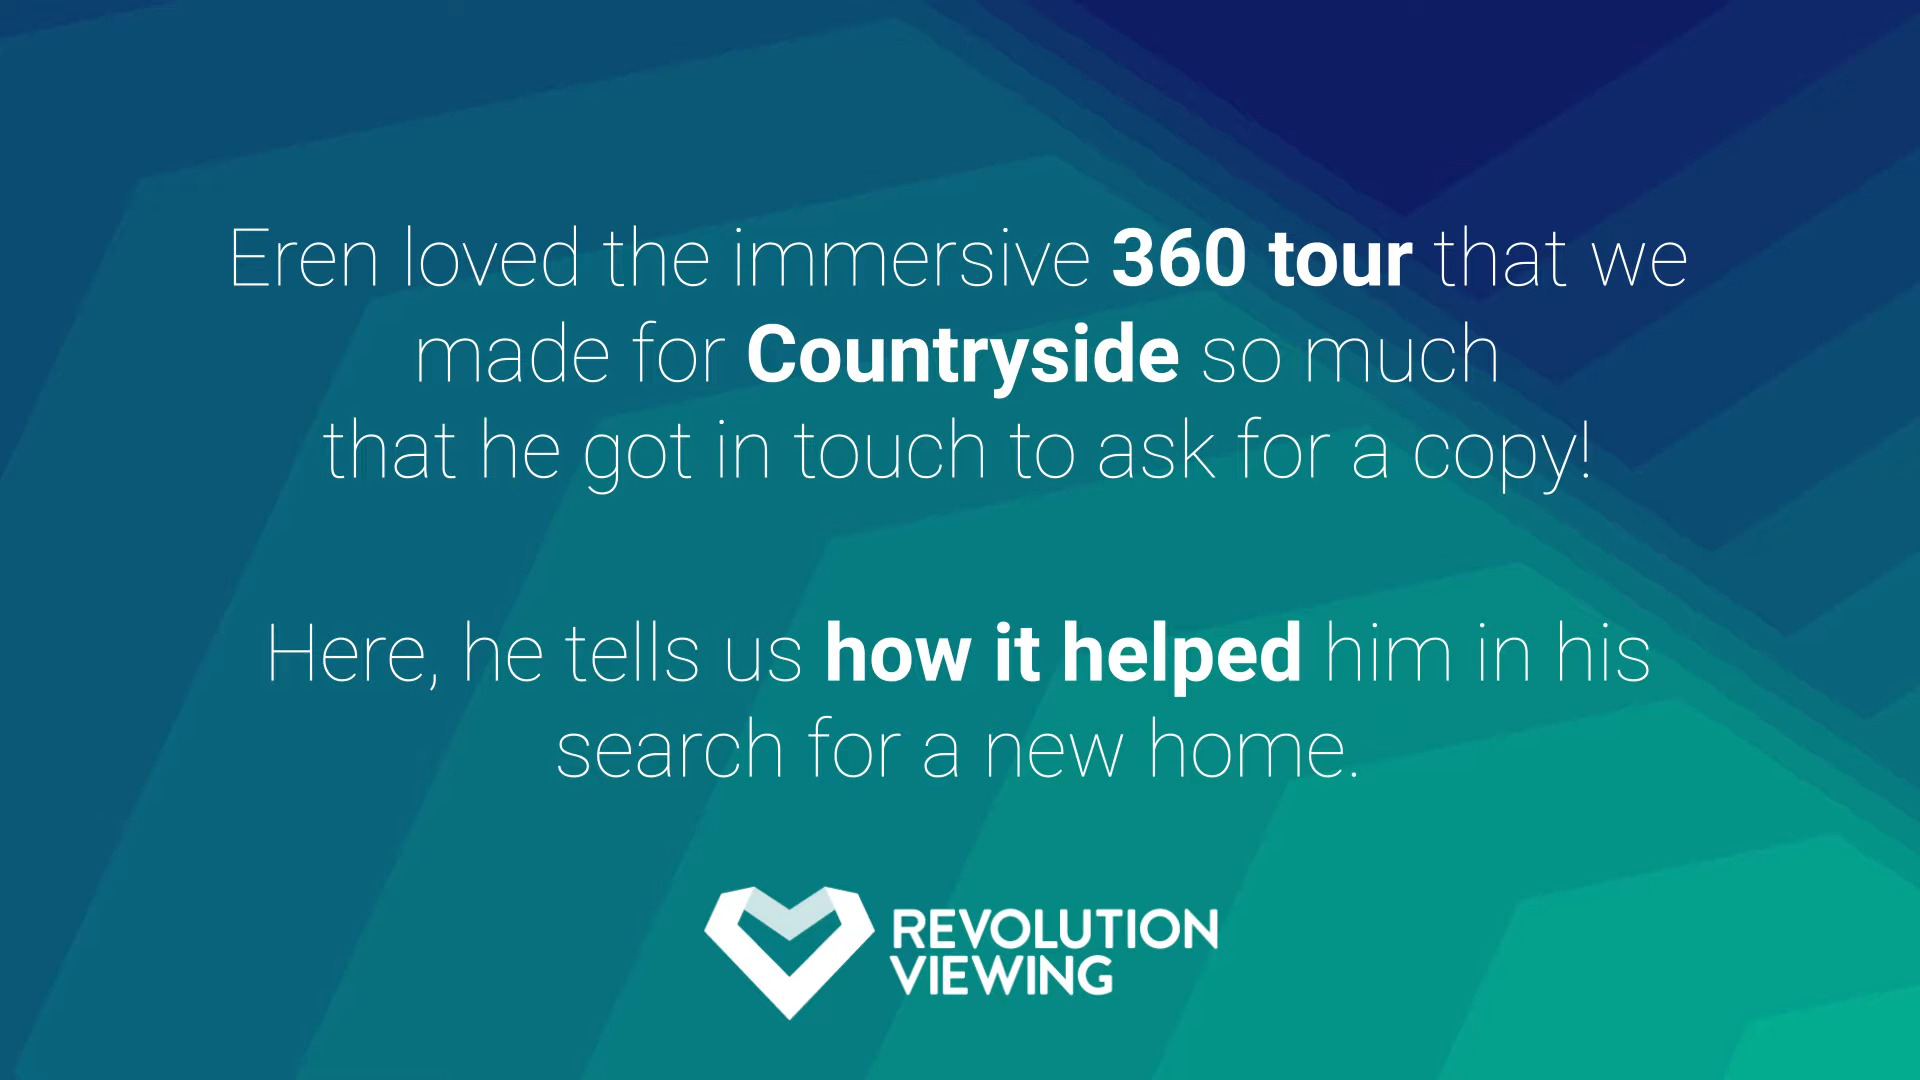 Eren loved the immersive 360 tour that we
made for Countryside so much
that he got in touch to ask for a copy!
Here, he tells us how it helped him in his
search for a new home.
REVOLUTION
VIEWING